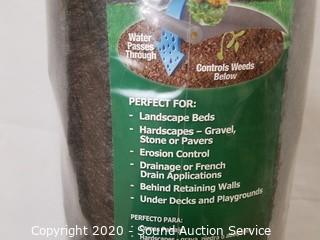 Water
Passes
Through
Controls Weeds
Below
PERFECT FOR:
- Landscape Beds
- Hardscapes – Gravel,
Stone or Pavers
- Erosion Control
- Drainage or French
Drain Applications
- Behind Retaining Walls
- Under Decks and Playgrounds
PERFECTO PARA:
Copyright 2020 - Sound Auction Service